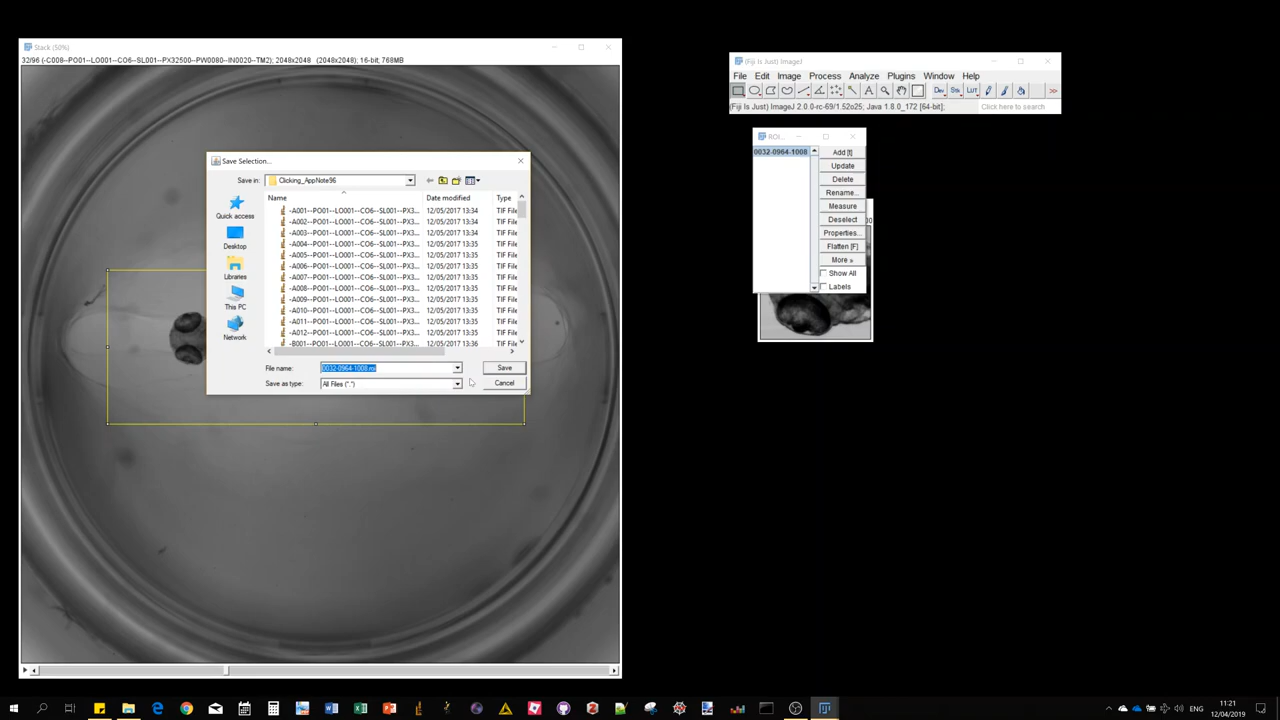 Stack (50%)
32/96 (-C008--PO01--LO001--CO6--SL001--PX32500--PW0080--IN0020--TM2); 2048x2048 (2048x2048); 16-bit; 768MB
Save Selection...
Save in:
Clicking_AppNote96
Name
Date modified
Type
Quick access
Desktop
Libraries
This PC
Network
-A001--PO01--LO001--CO6--SL001--PX3... 12/05/2017 13:34 TIF File
-A002--PO01--LO001--CO6--SL001--PX3... 12/05/2017 13:34 TIF File
-A003--PO01--LO001--CO6--SL001--PX3... 12/05/2017 13:34 TIF File
-A004--PO01--LO001--CO6--SL001--PX3... 12/05/2017 13:35 TIF File
-A005--PO01--LO001--CO6--SL001--PX3... 12/05/2017 13:35 TIF File
-A006--PO01--LO001--CO6--SL001--PX3... 12/05/2017 13:35 TIF File
-A007--PO01--LO001--CO6--SL001--PX3... 12/05/2017 13:35 TIF File
-A008--PO01--LO001--CO6--SL001--PX3... 12/05/2017 13:35 TIF File
-A009--PO01--LO001--CO6--SL001--PX3... 12/05/2017 13:35 TIF File
-A010--PO01--LO001--CO6--SL001--PX3... 12/05/2017 13:35 TIF File
-A011--PO01--LO001--CO6--SL001--PX3... 12/05/2017 13:35 TIF File
-A012--PO01--LO001--CO6--SL001--PX3... 12/05/2017 13:35 TIF File
-B001--PO01--LO001--CO6--SL001--PX3... 12/05/2017 13:36 TIF File
File name:
0032-0964-1008.roi
Save
Save as type:
All Files (*.*)
Cancel
(Fiji Is Just) ImageJ
File Edit Image Process Analyze Plugins Window Help
A Dev Stk LUT >>
(Fiji Is Just) ImageJ 2.0.0-rc-69/1.52o25; Java 1.8.0_172 [64-bit];
Click here to search
ROI...
0032-0964-1008
Add [t]
Update
Delete
Rename...
Measure
Deselect
Properties...
Flatten [F]
More »
Show All
Labels
ENG
11:21
12/04/2019